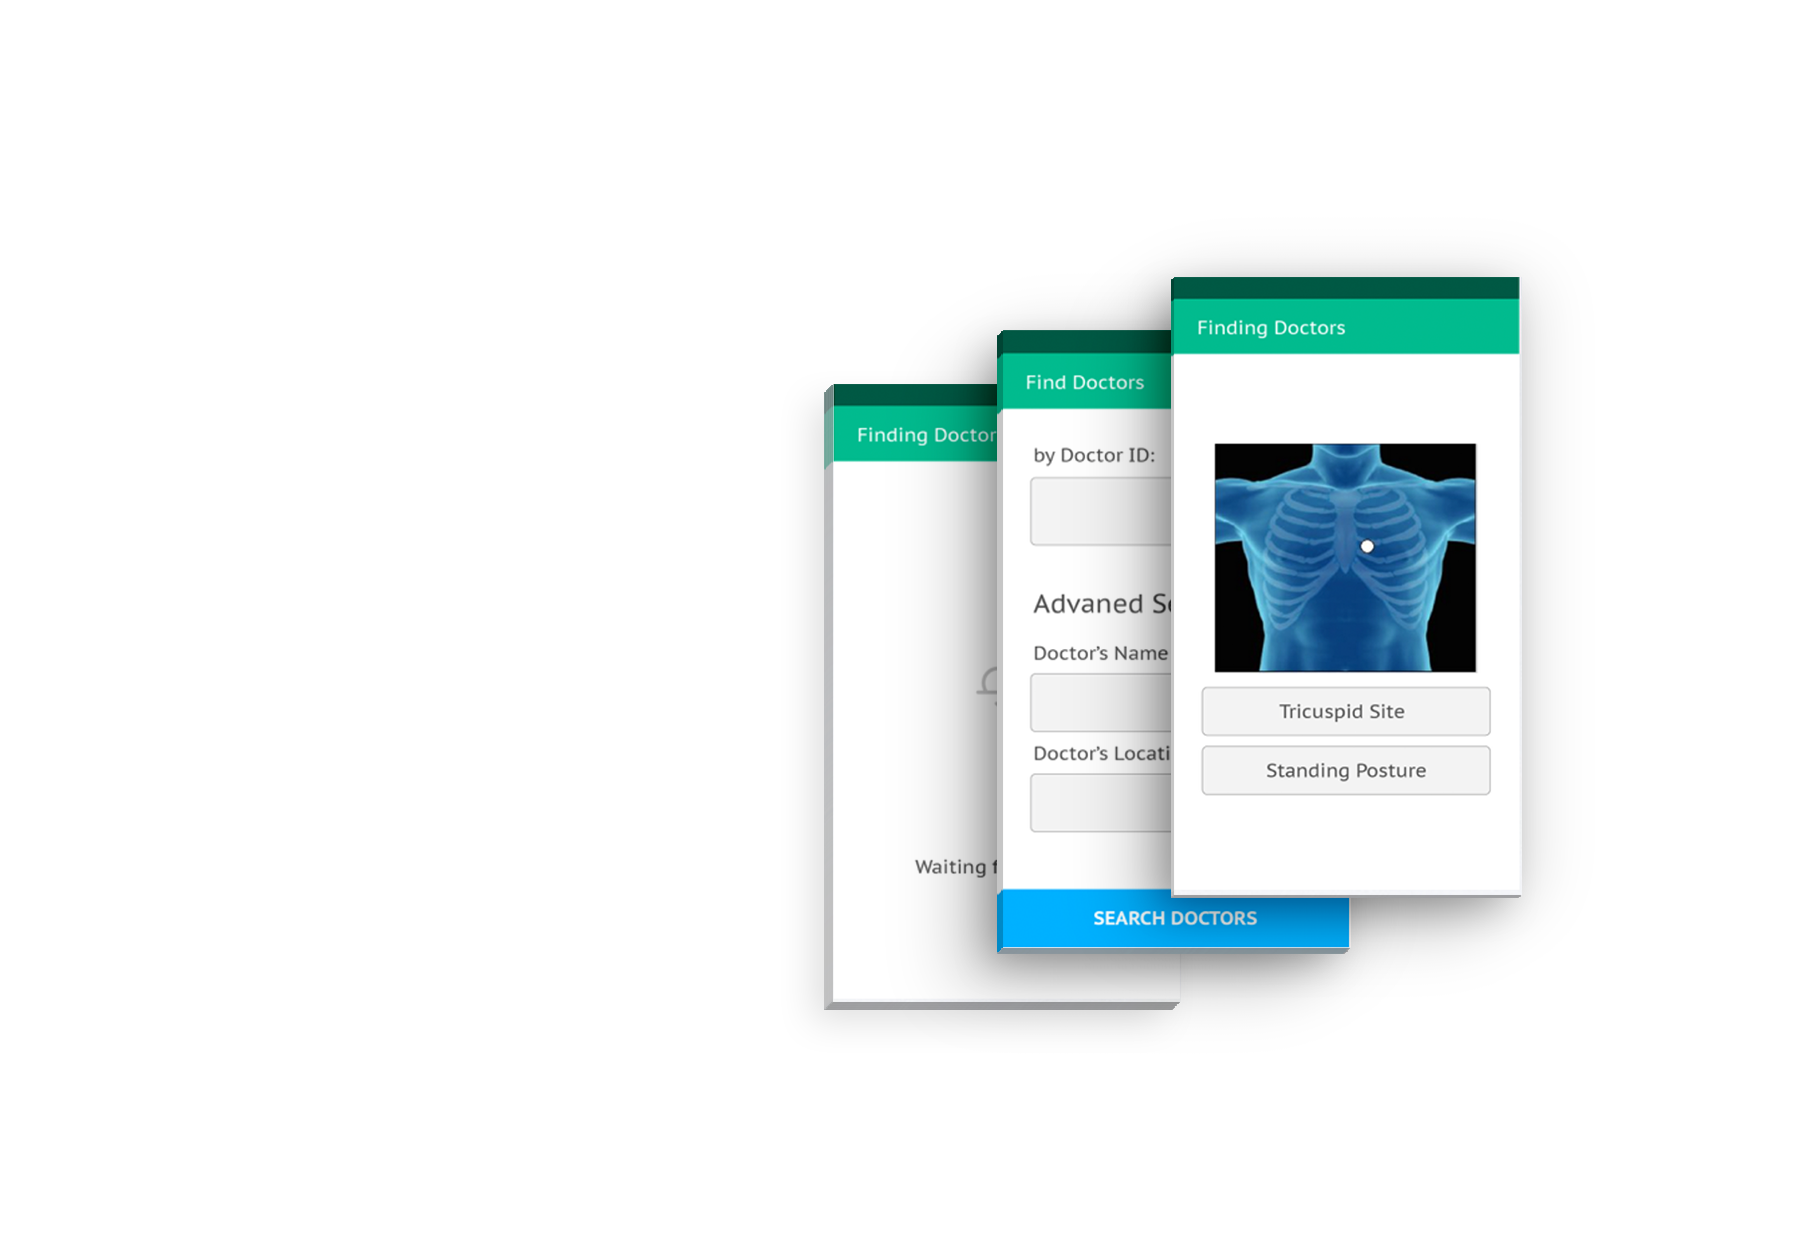 Finding Doctor
Waiting
Find Doctors
by Doctor ID:
Advaned
Doctor's Name
Doctor's
SEARCH DOCTORS
Finding Doctors
Tricuspid Site
Standing Posture